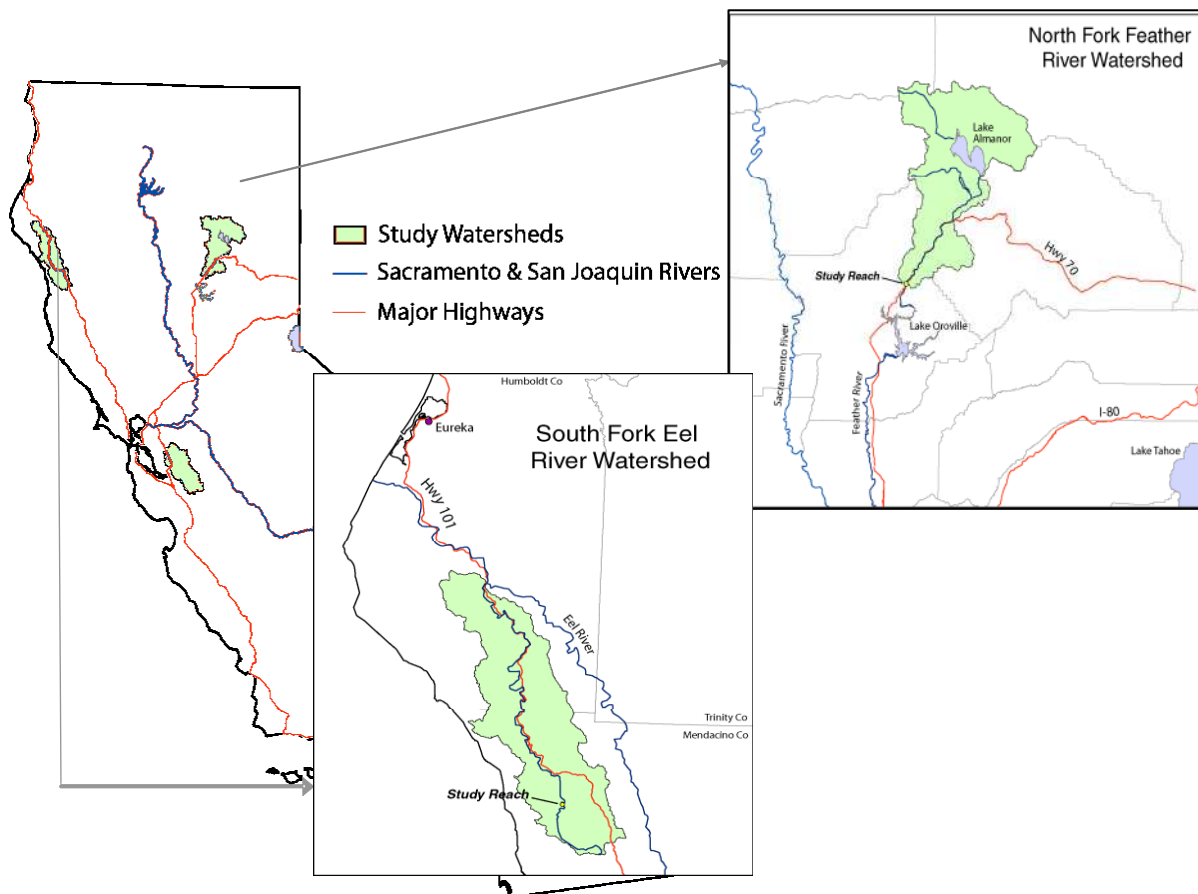 North Fork Feather
River Watershed
Lake
Almanor
Hwy 70
Study Reach
Lake Oroville
Sacramento River
Feather River
I-80
Lake Tahoe
Study Watersheds
Sacramento & San Joaquin Rivers
Major Highways
Humboldt Co
Eureka
South Fork Eel
River Watershed
Hwy 101
Eel River
Trinity Co
Mendacino Co
Study Reach